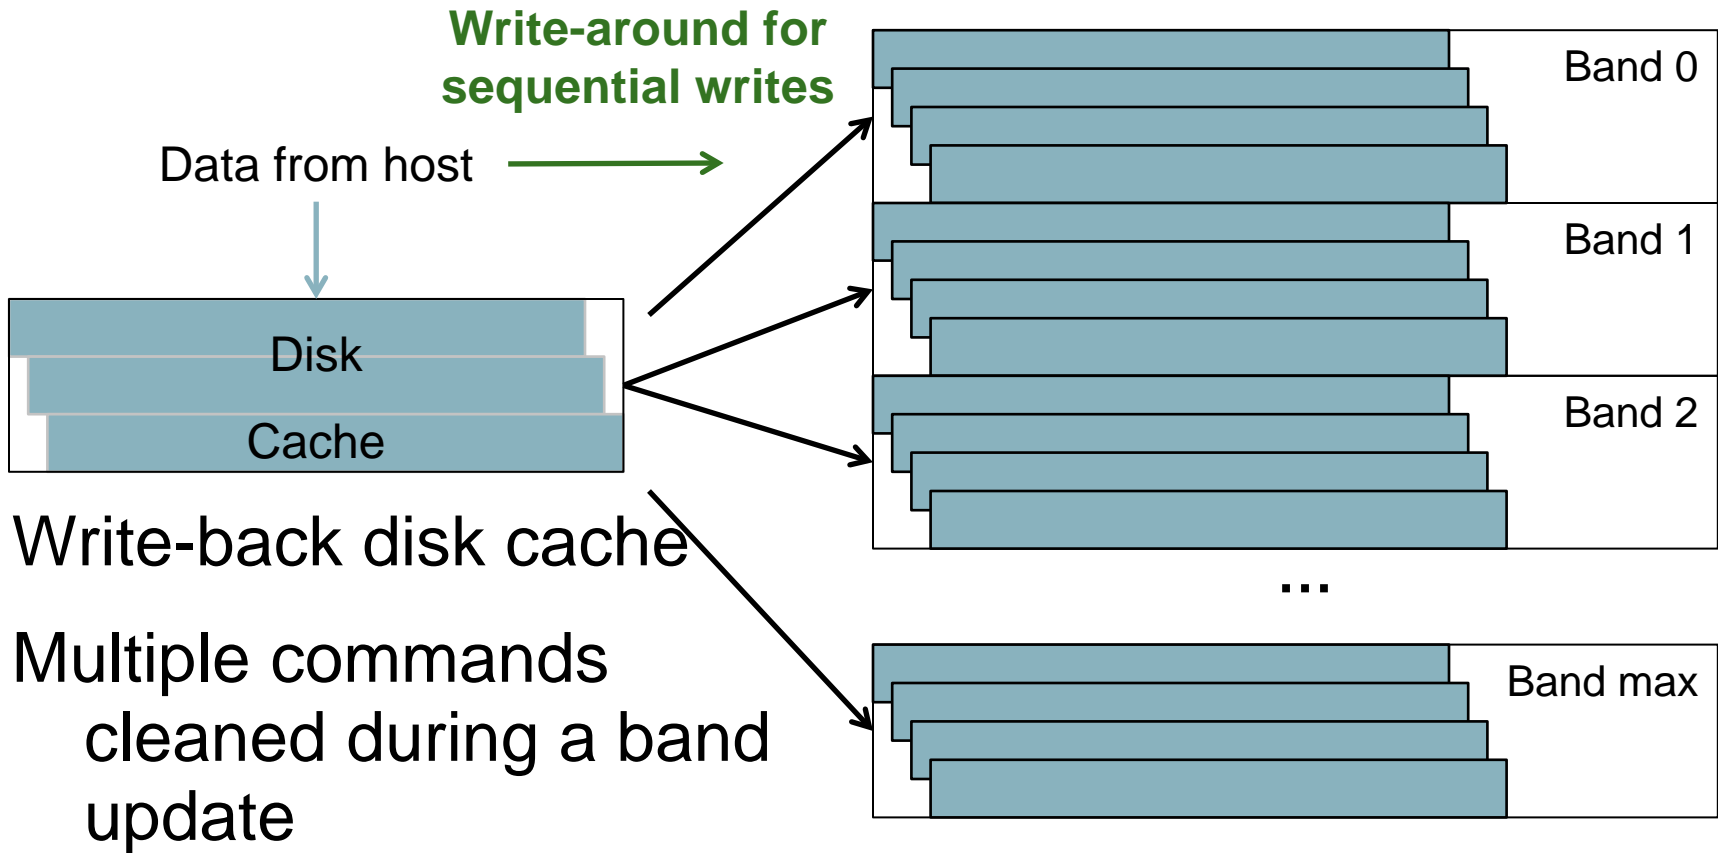 Write-around for
sequential writes
Data from host
Disk
Cache
Write-back disk cache
Multiple commands
cleaned during a band
update
Band 0
Band 1
Band 2
...
Band max